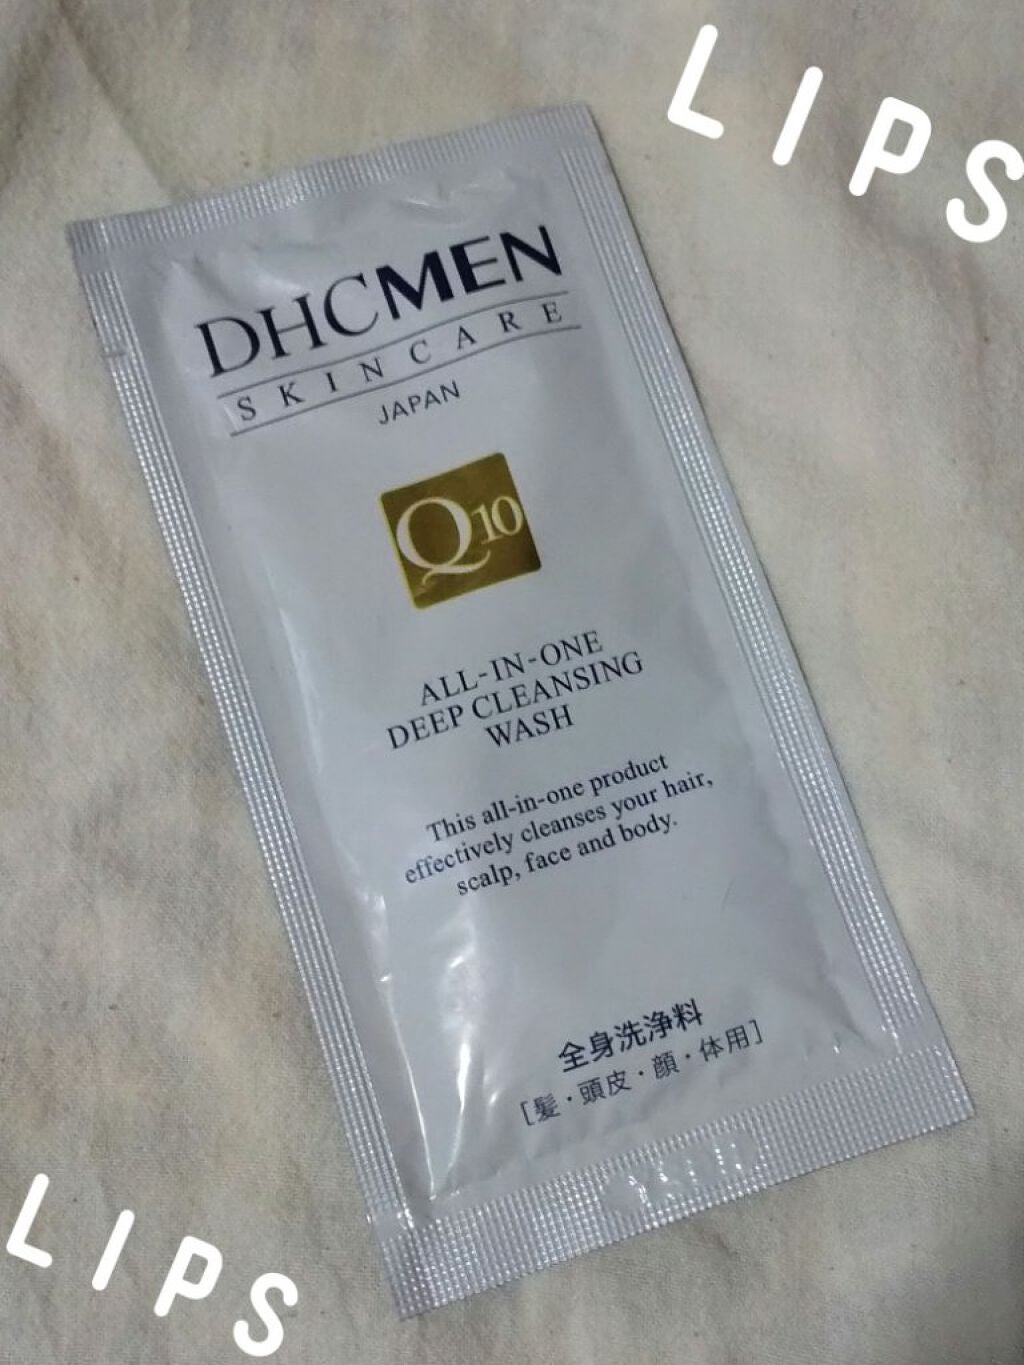 LIPS
DHCMEN
SKINCARE
JAPAN
Q10
ALL-IN-ONE
DEEP CLEANSING
WASH
This all-in-one product
effectively cleanses your hair,
scalp, face and body.
全身洗浄料
[髪・頭皮・顔・体用]
LIPS